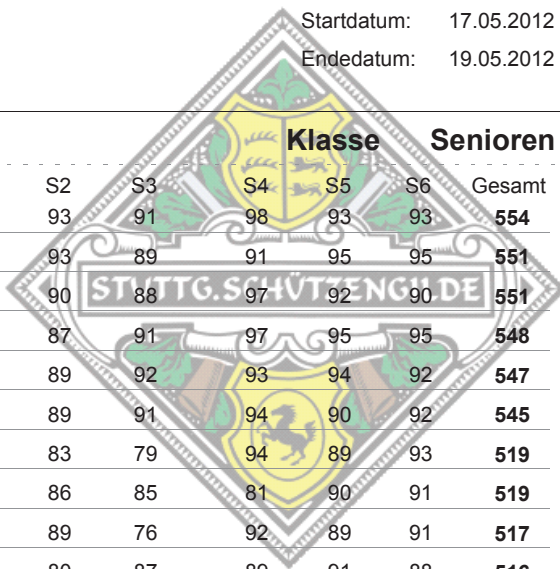 Startdatum: 17.05.2012
Endedatum: 19.05.2012
Klasse Senioren
S2 S3 S4 S5 S6 Gesamt
93 91 98 93 93 554
93 89 91 95 95 551
90 88 97 92 90 551
STUTTG.SCHÜTZENGILDE
87 91 97 95 95 548
89 92 93 94 92 547
89 91 94 90 92 545
83 79 94 89 93 519
86 85 81 90 91 519
89 76 92 89 91 517